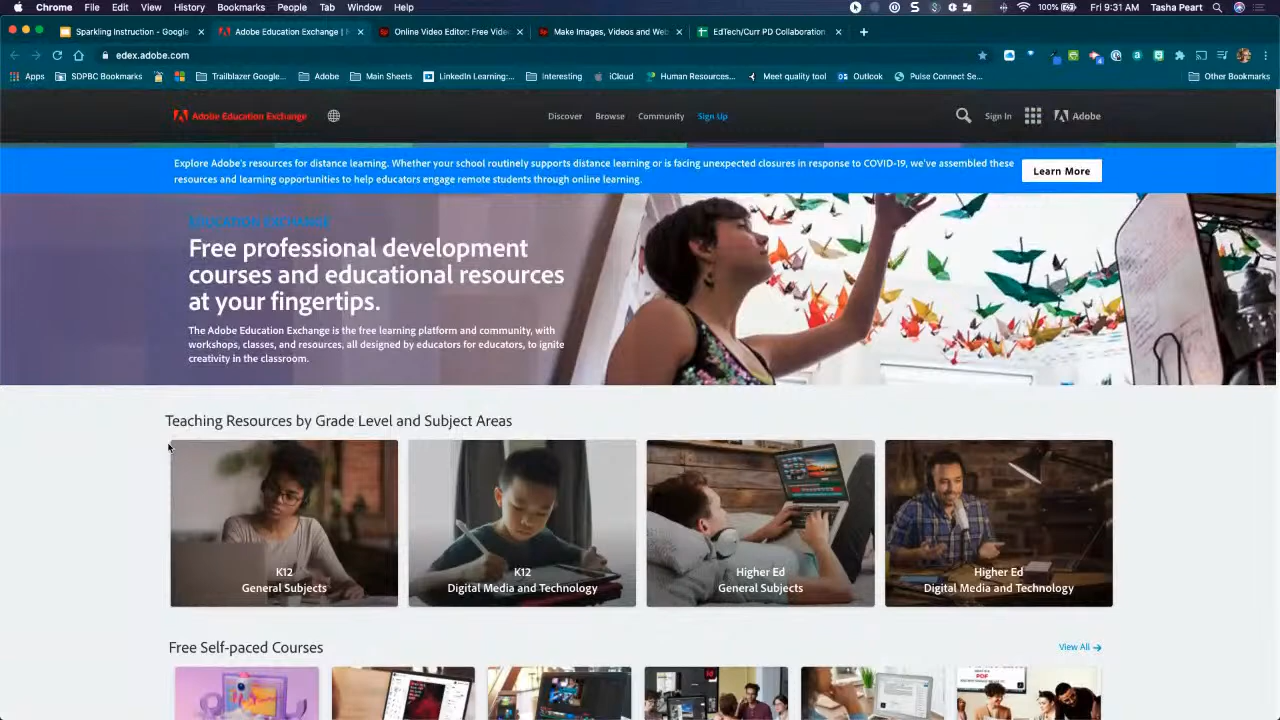 Chrome File Edit View History Bookmarks People Tab Window Help 100% Fri 9:31 AM Tasha Peart
Sparkling Instruction - Google Adobe Education Exchange | Online Video Editor: Free Vide Make Images, Videos and Web EdTech/Curr PD Collaboration
edex.adobe.com
Apps SDPBC Bookmarks Trailblazer Google... Adobe Main Sheets LinkedIn Learning:... Interesting iCloud Human Resources... Meet quality tool Outlook Pulse Connect Se... Other Bookmarks
Adobe Education Exchange Discover Browse Community Sign Up Sign In Adobe
Explore Adobe's resources for distance learning. Whether your school routinely supports distance learning or is facing unexpected closures in response to COVID-19, we've assembled these
resources and learning opportunities to help educators engage remote students through online learning.
Learn More
EDUCATION EXCHANGE
Free professional development
courses and educational resources
at your fingertips.
The Adobe Education Exchange is the free learning platform and community, with
workshops, classes, and resources, all designed by educators for educators, to ignite
creativity in the classroom.
Teaching Resources by Grade Level and Subject Areas
K12
General Subjects
K12
Digital Media and Technology
Higher Ed
General Subjects
Higher Ed
Digital Media and Technology
Free Self-paced Courses View All
PDF